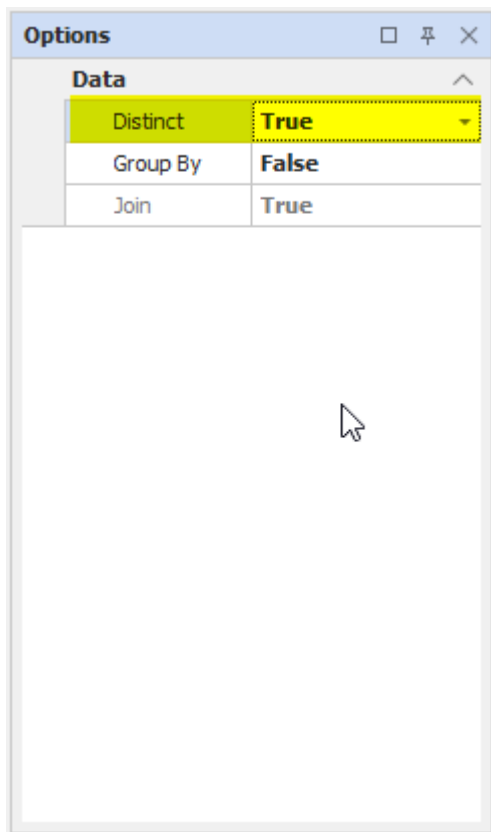 Options
Data
Distinct True
Group By False
Join True